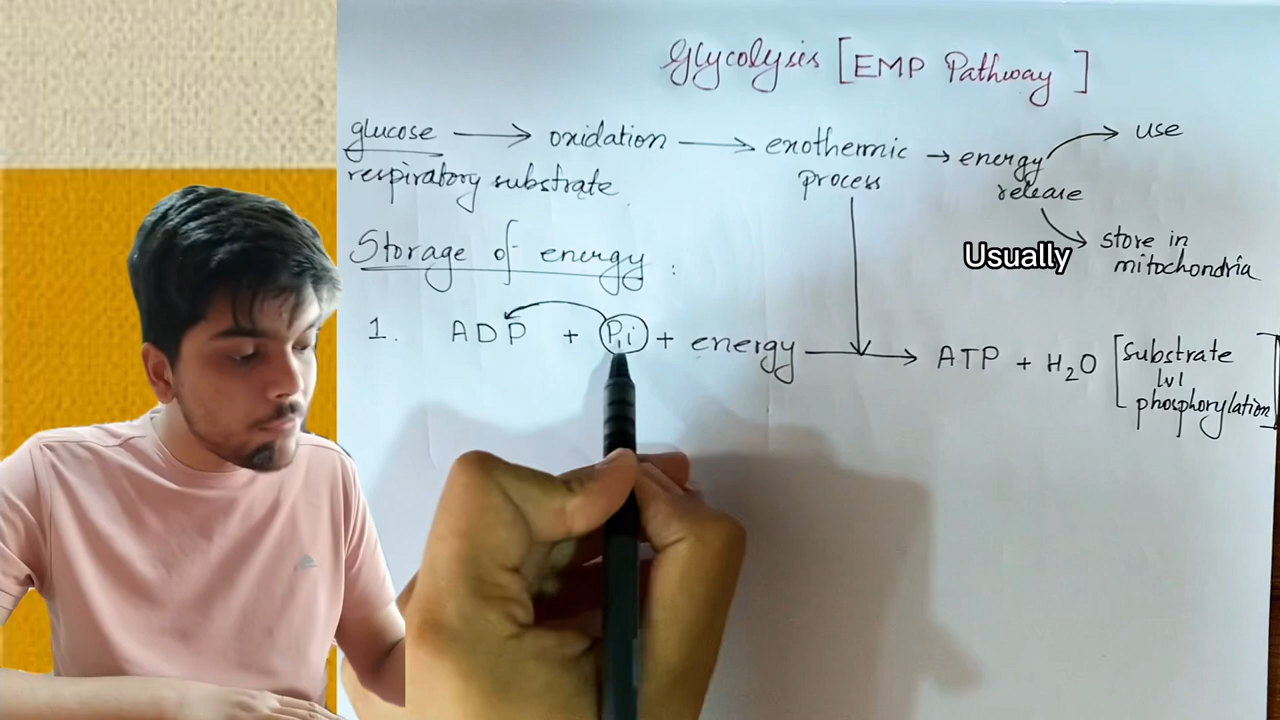 Glycolysis [EMP Pathway]
glucose → oxidation → exothermic process → energy release
use
respiratory substrate
store in mitochondria
Usually
Storage of energy :
1. ADP + Pi + energy → ATP + H2O [Substrate lvl phosphorylation]